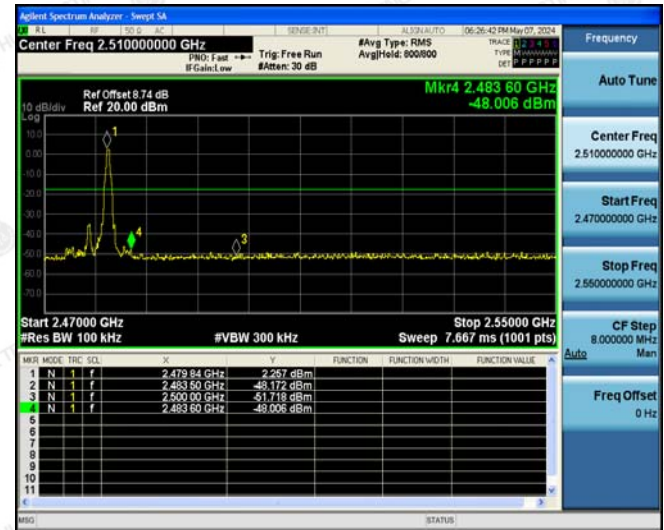 Agilent Spectrum Analyzer - Swept SA
RL RF 50 Ω AC SENSE:INT ALIGN AUTO 06:26:42 PM May 07, 2024
Center Freq 2.510000000 GHz
PNO: Fast
IFGain:Low
Trig: Free Run
#Atten: 30 dB
#Avg Type: RMS
Avg|Hold: 800/800
TRACE 1 2 3 4 5 6
TYPE
DET P P P P P P
Mkr4 2.483 60 GHz
-48.006 dBm
Ref Offset 8.74 dB
Ref 20.00 dBm
10 dB/div
Log
10.0
0.00
-10.0
-20.0
-30.0
-40.0
-50.0
-60.0
-70.0
1
4
3
Start 2.47000 GHz
#Res BW 100 kHz
#VBW 300 kHz
Stop 2.55000 GHz
Sweep 7.667 ms (1001 pts)
MKR MODE TRC SCL X Y FUNCTION FUNCTION WIDTH FUNCTION VALUE
1 N 1 f 2.479 84 GHz 2.257 dBm
2 N 1 f 2.483 50 GHz -48.172 dBm
3 N 1 f 2.500 00 GHz -51.718 dBm
4 N 1 f 2.483 60 GHz -48.006 dBm
5
6
7
8
9
10
11
MSG
STATUS
Frequency
Auto Tune
Center Freq
2.510000000 GHz
Start Freq
2.470000000 GHz
Stop Freq
2.550000000 GHz
CF Step
8.000000 MHz
Auto Man
Freq Offset
0 Hz